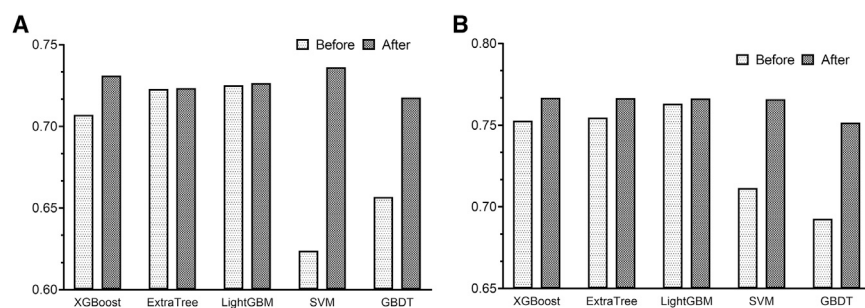 A
Before After
0.75
0.70
0.65
0.60
XGBoost ExtraTree LightGBM SVM GBDT
B
Before After
0.80
0.75
0.70
0.65
XGBoost ExtraTree LightGBM SVM GBDT